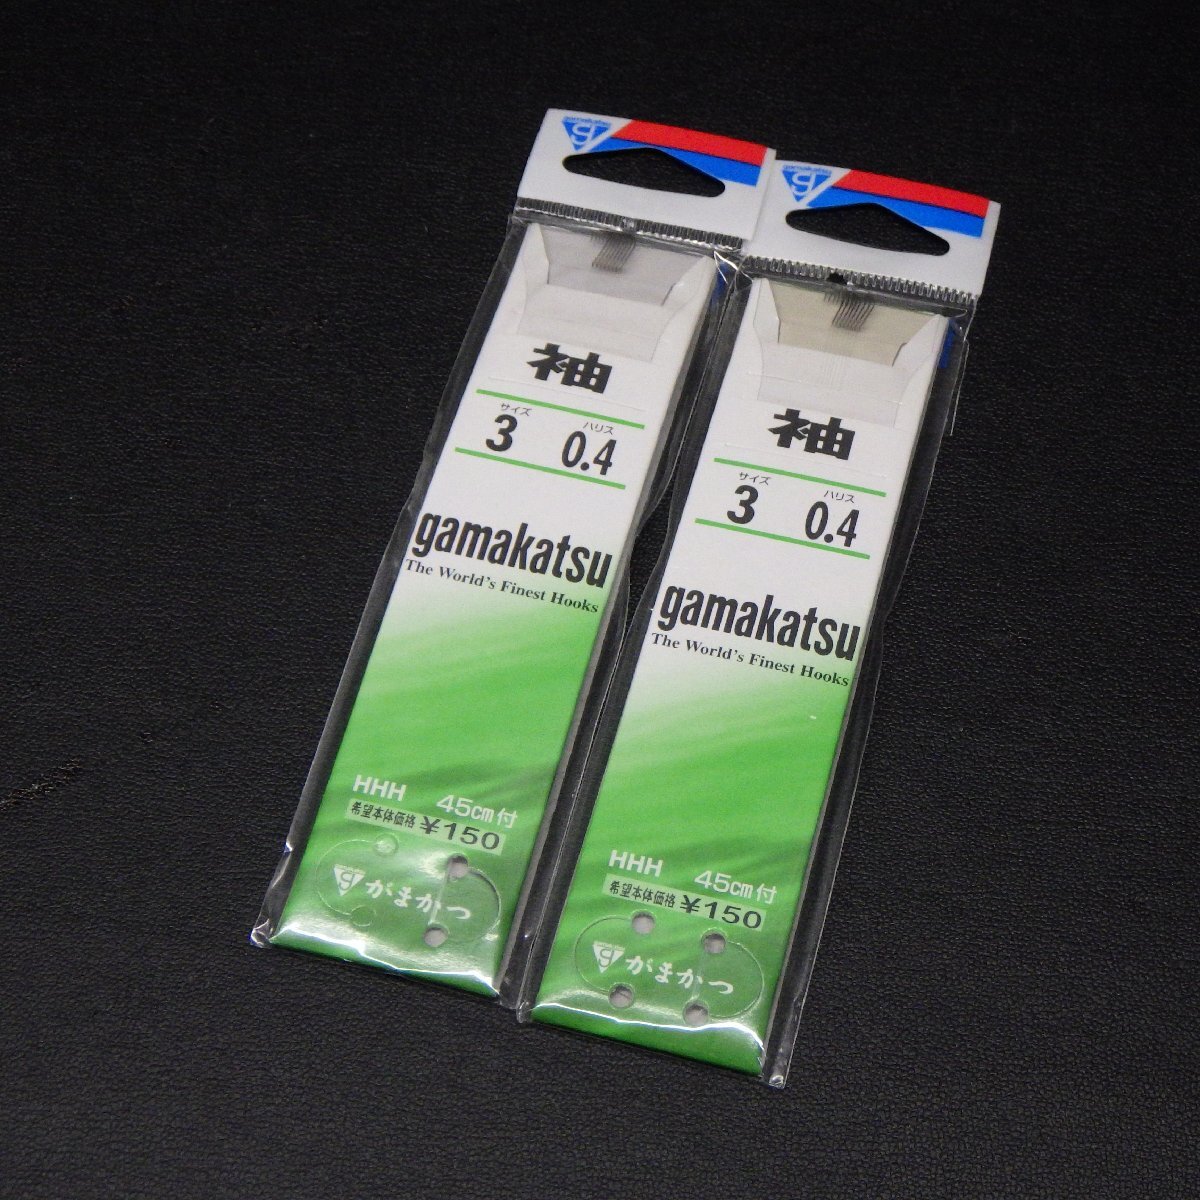 gamakatsu
袖
サイズ ハリス
3 0.4
gamakatsu
The World's Finest Hooks
HHH 45cm付
希望本体価格 ¥150
がまかつ
gamakatsu
袖
サイズ ハリス
3 0.4
gamakatsu
The World's Finest Hooks
HHH 45cm付
希望本体価格 ¥150
がまかつ